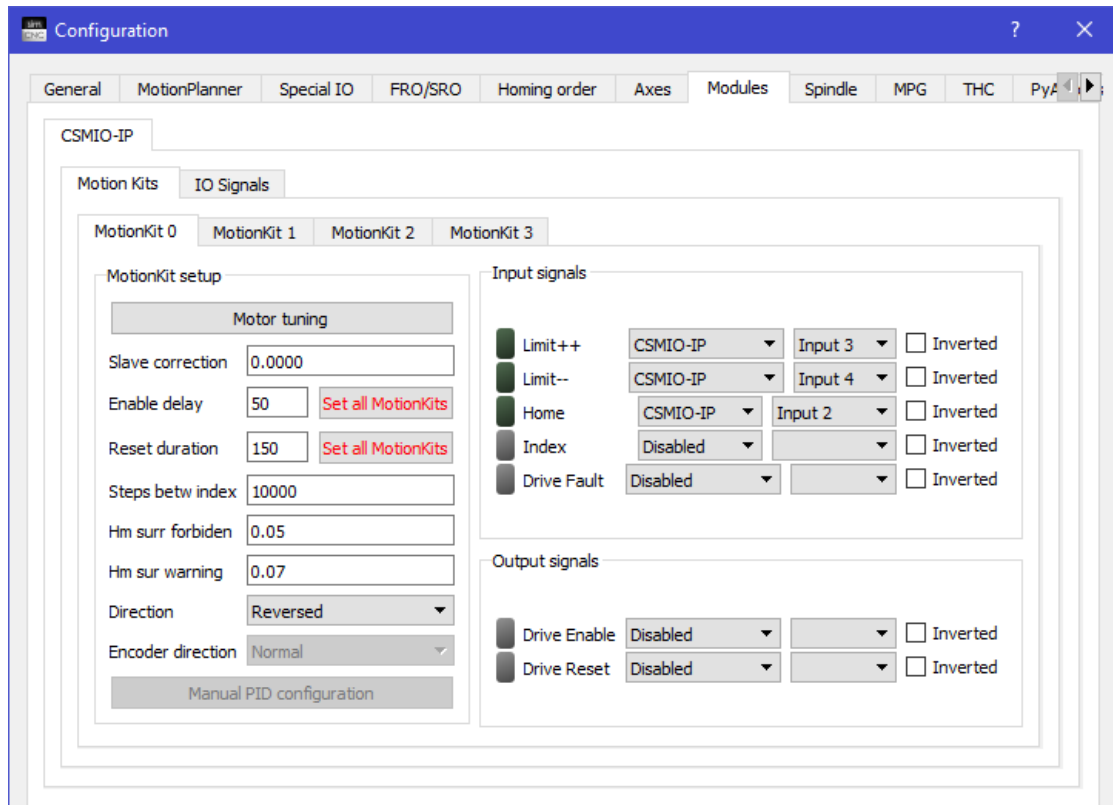 sim
CNC
Configuration
?
General MotionPlanner Special IO FRO/SRO Homing order Axes Modules Spindle MPG THC
CSMIO-IP
Motion Kits IO Signals
MotionKit 0 MotionKit 1 MotionKit 2 MotionKit 3
MotionKit setup
Motor tuning
Slave correction 0.0000
Enable delay 50 Set all MotionKits
Reset duration 150 Set all MotionKits
Steps betw index 10000
Hm surr forbiden 0.05
Hm sur warning 0.07
Direction Reversed
Encoder direction Normal
Manual PID configuration
Input signals
Limit++ CSMIO-IP Input 3 Inverted
Limit-- CSMIO-IP Input 4 Inverted
Home CSMIO-IP Input 2 Inverted
Index Disabled Inverted
Drive Fault Disabled Inverted
Output signals
Drive Enable Disabled Inverted
Drive Reset Disabled Inverted